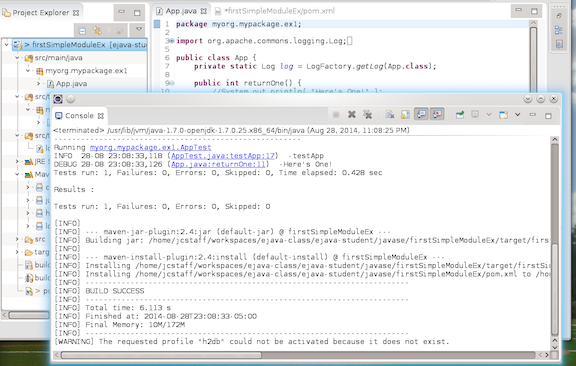 Project Explorer
App.java
*firstSimpleModuleEx/pom.xml
> firstSimpleModuleEx [ejava-stude
src/main/java
myorg.mypackage.ex1
App.java
1 package myorg.mypackage.ex1;
3 import org.apache.commons.logging.Log;
6 public class App {
7 private static Log log = LogFactory.getLog(App.class);
9 public int returnOne() {
Console
<terminated> /usr/lib/jvm/java-1.7.0-openjdk-1.7.0.25.x86_64/bin/java (Aug 28, 2014, 11:08:25 PM)
Running myorg.mypackage.ex1.AppTest
INFO 28-08 23:08:33,118 (AppTest.java:testApp:17) -testApp
DEBUG 28-08 23:08:33,126 (App.java:returnOne:11) -Here's One!
Tests run: 1, Failures: 0, Errors: 0, Skipped: 0, Time elapsed: 0.428 sec
Results :
Tests run: 1, Failures: 0, Errors: 0, Skipped: 0
[INFO]
[INFO] --- maven-jar-plugin:2.4:jar (default-jar) @ firstSimpleModuleEx ---
[INFO] Building jar: /home/jcstaff/workspaces/ejava-class/ejava-student/javase/firstSimpleModuleEx/target/firs
[INFO]
[INFO] --- maven-install-plugin:2.4:install (default-install) @ firstSimpleModuleEx ---
[INFO] Installing /home/jcstaff/workspaces/ejava-class/ejava-student/javase/firstSimpleModuleEx/target/firstSi
[INFO] Installing /home/jcstaff/workspaces/ejava-class/ejava-student/javase/firstSimpleModuleEx/pom.xml to /ho
[INFO] ------------------------------------------------------------------------
[INFO] BUILD SUCCESS
[INFO] ------------------------------------------------------------------------
[INFO] Total time: 6.113 s
[INFO] Finished at: 2014-08-28T23:08:33-05:00
[INFO] Final Memory: 10M/172M
[INFO] ------------------------------------------------------------------------
[WARNING] The requested profile "h2db" could not be activated because it does not exist.
JRE
src
targ
build
build
> p